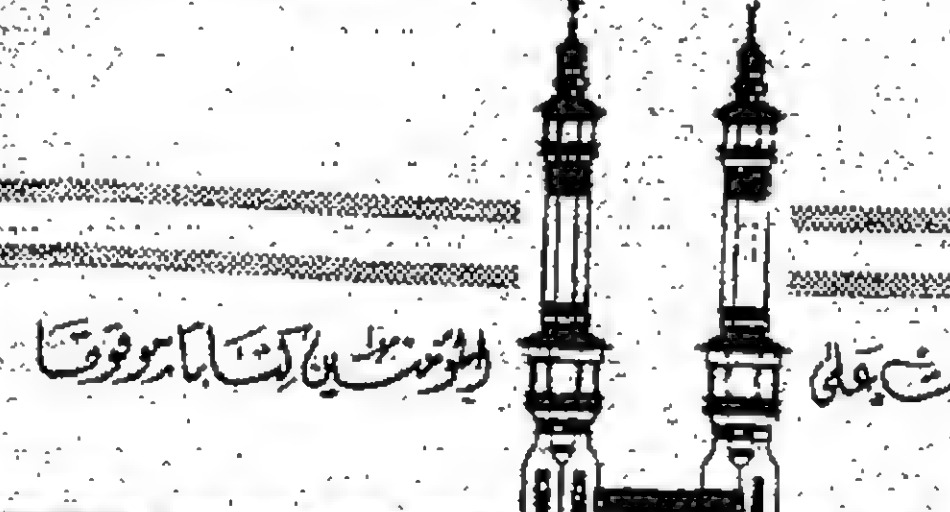 ت على المؤمنين كتابا موقوتا